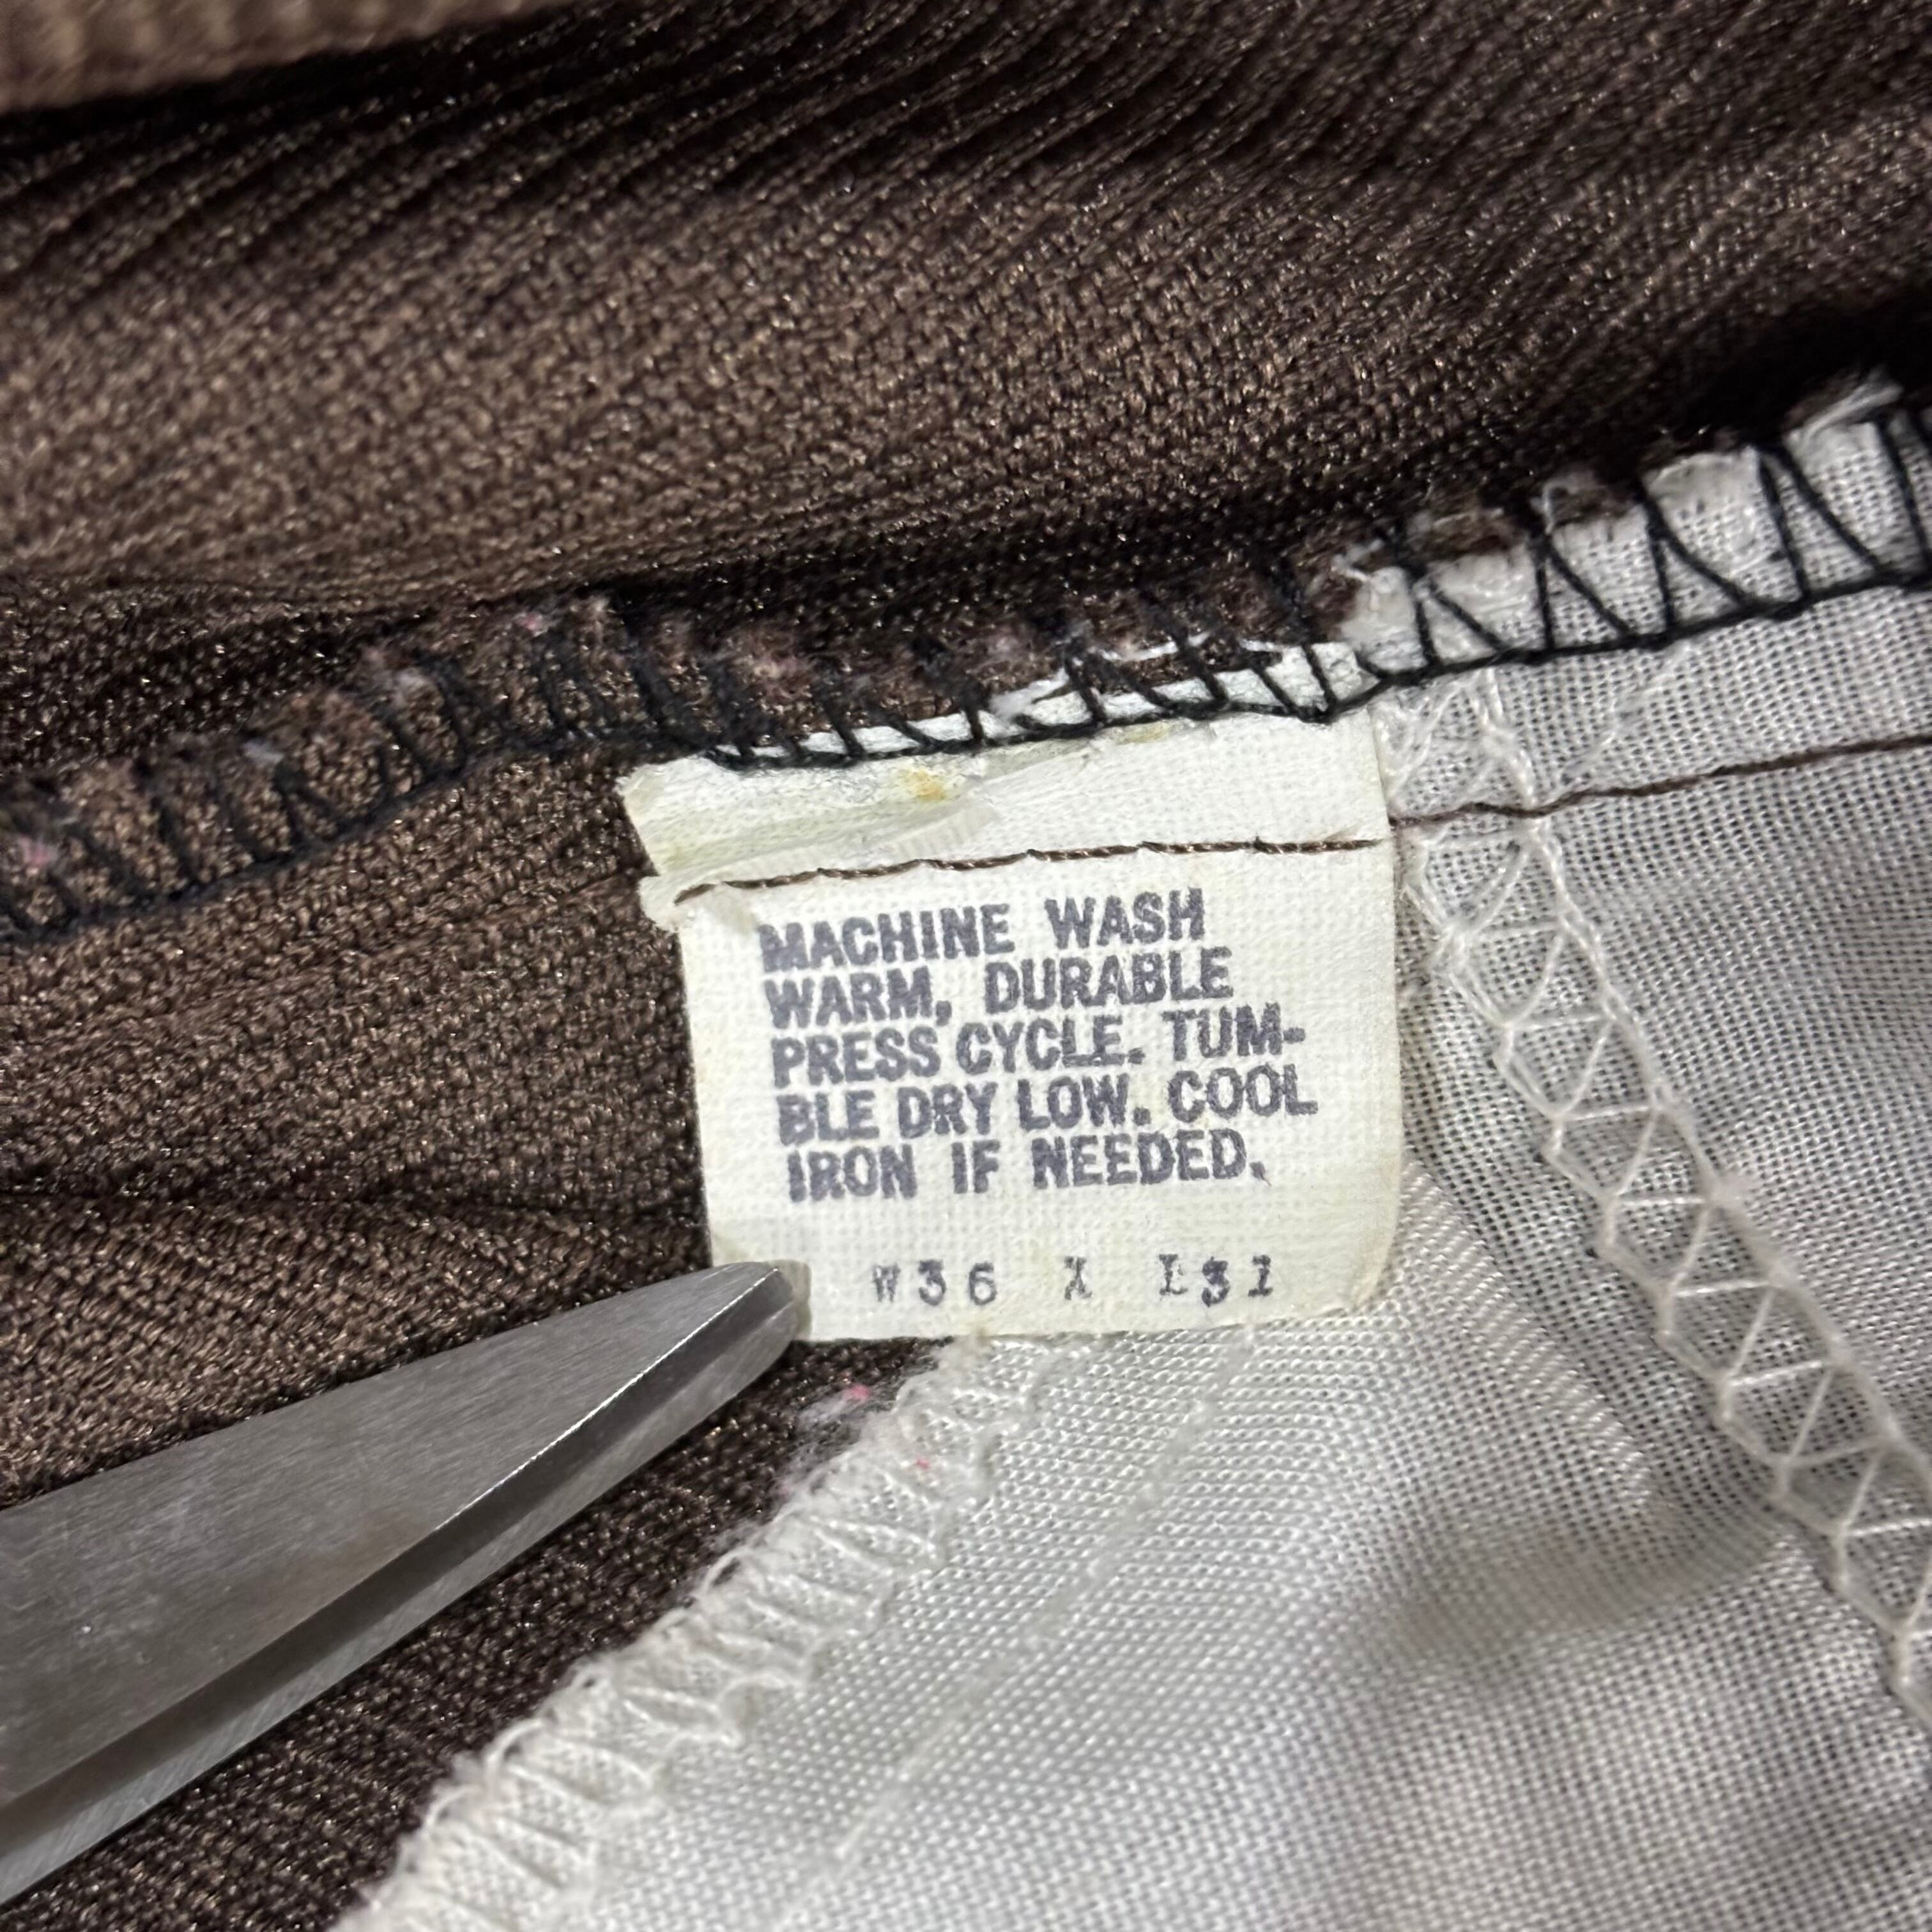 MACHINE WASH
WARM, DURABLE
PRESS CYCLE. TUM-
BLE DRY LOW. COOL
IRON IF NEEDED.
W36 X L31